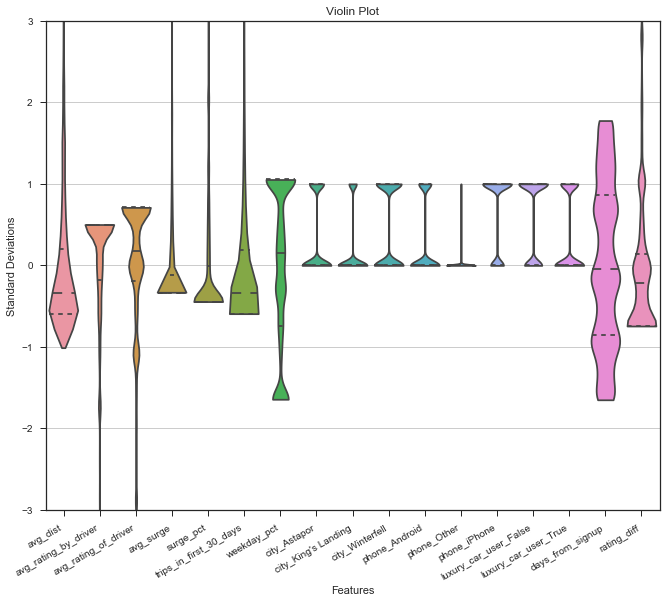 Violin Plot
3
2
1
0
−1
−2
−3
Standard Deviations
avg_dist
avg_rating_by_driver
avg_rating_of_driver
avg_surge
surge_pct
trips_in_first_30_days
weekday_pct
city_Astapor
city_King's Landing
city_Winterfell
phone_Android
phone_Other
phone_iPhone
luxury_car_user_False
luxury_car_user_True
days_from_signup
rating_diff
Features